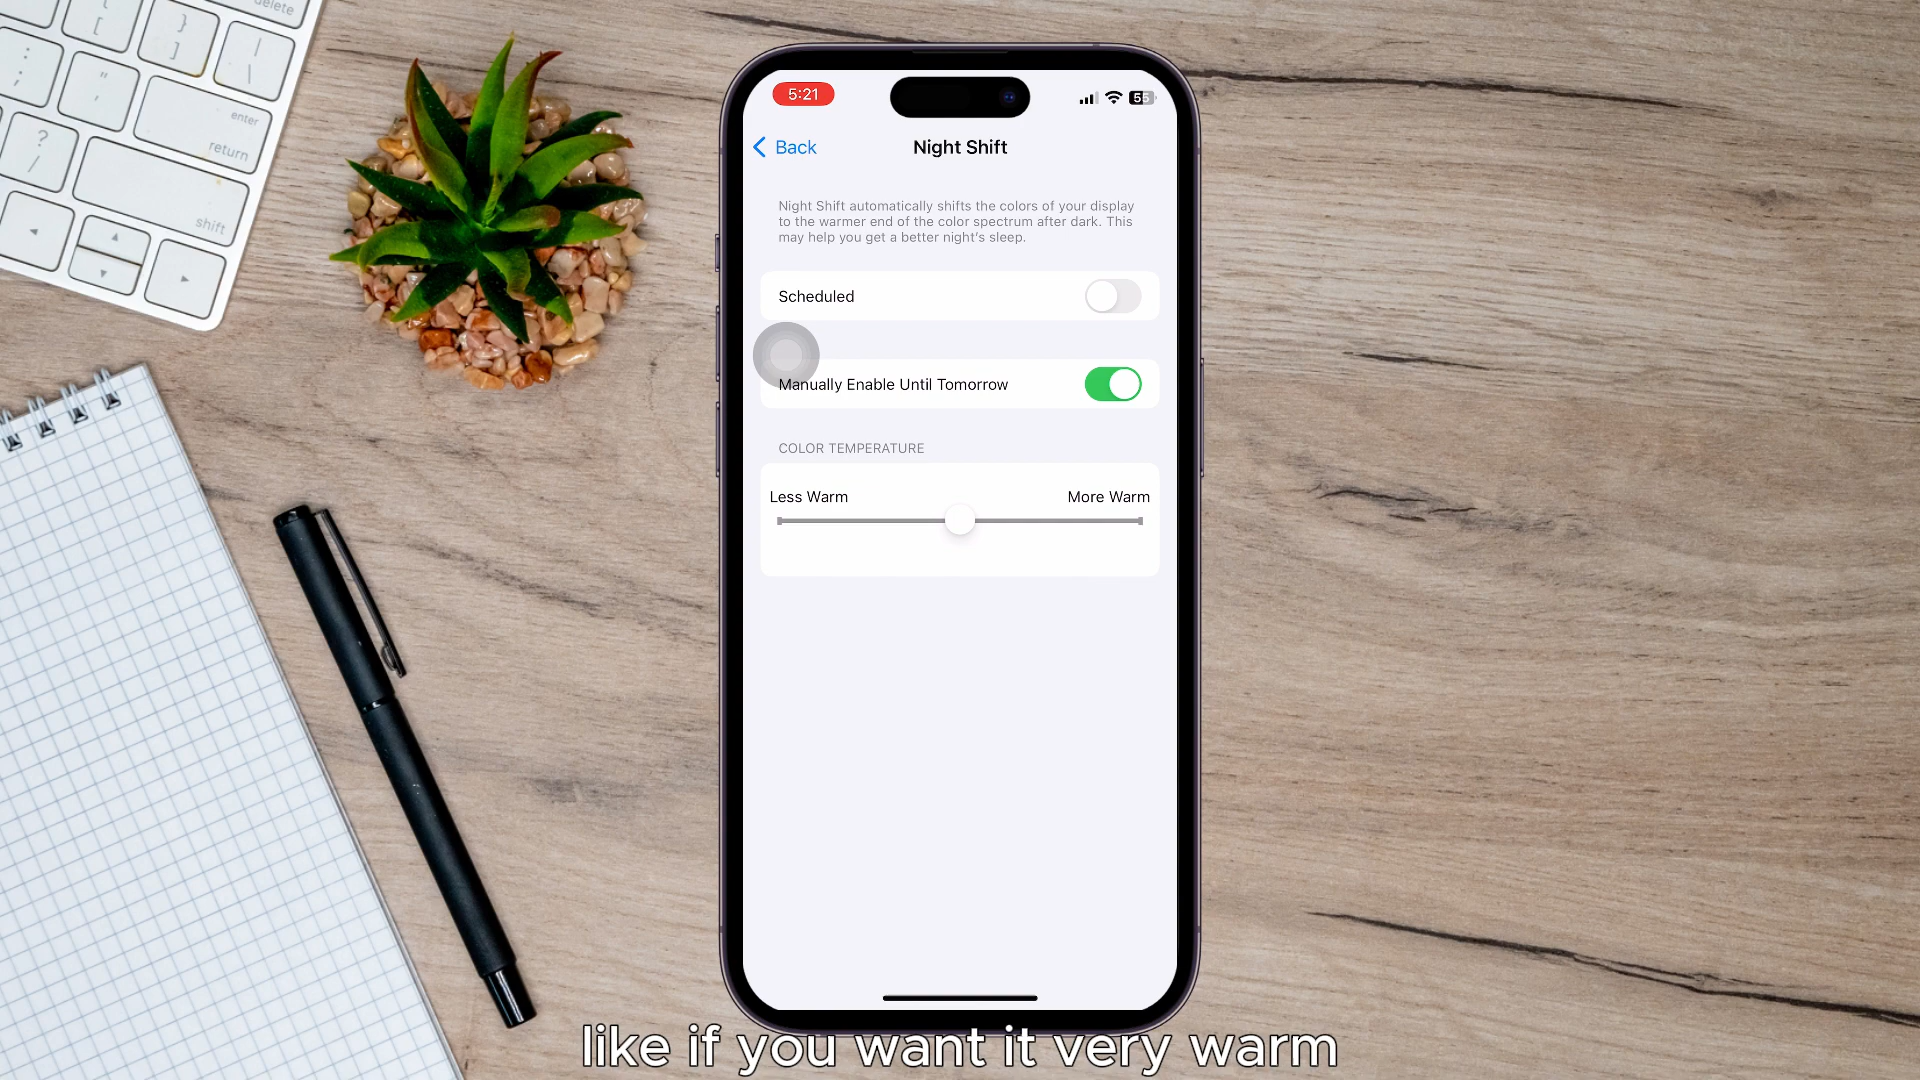 delete
{
[
}
]
|
\
:
;
"
'
enter
return
?
/
shift
5:21
55
Back
Night Shift
Night Shift automatically shifts the colors of your display
to the warmer end of the color spectrum after dark. This
may help you get a better night's sleep.
Scheduled
Manually Enable Until Tomorrow
COLOR TEMPERATURE
Less Warm
More Warm
like if you want it very warm